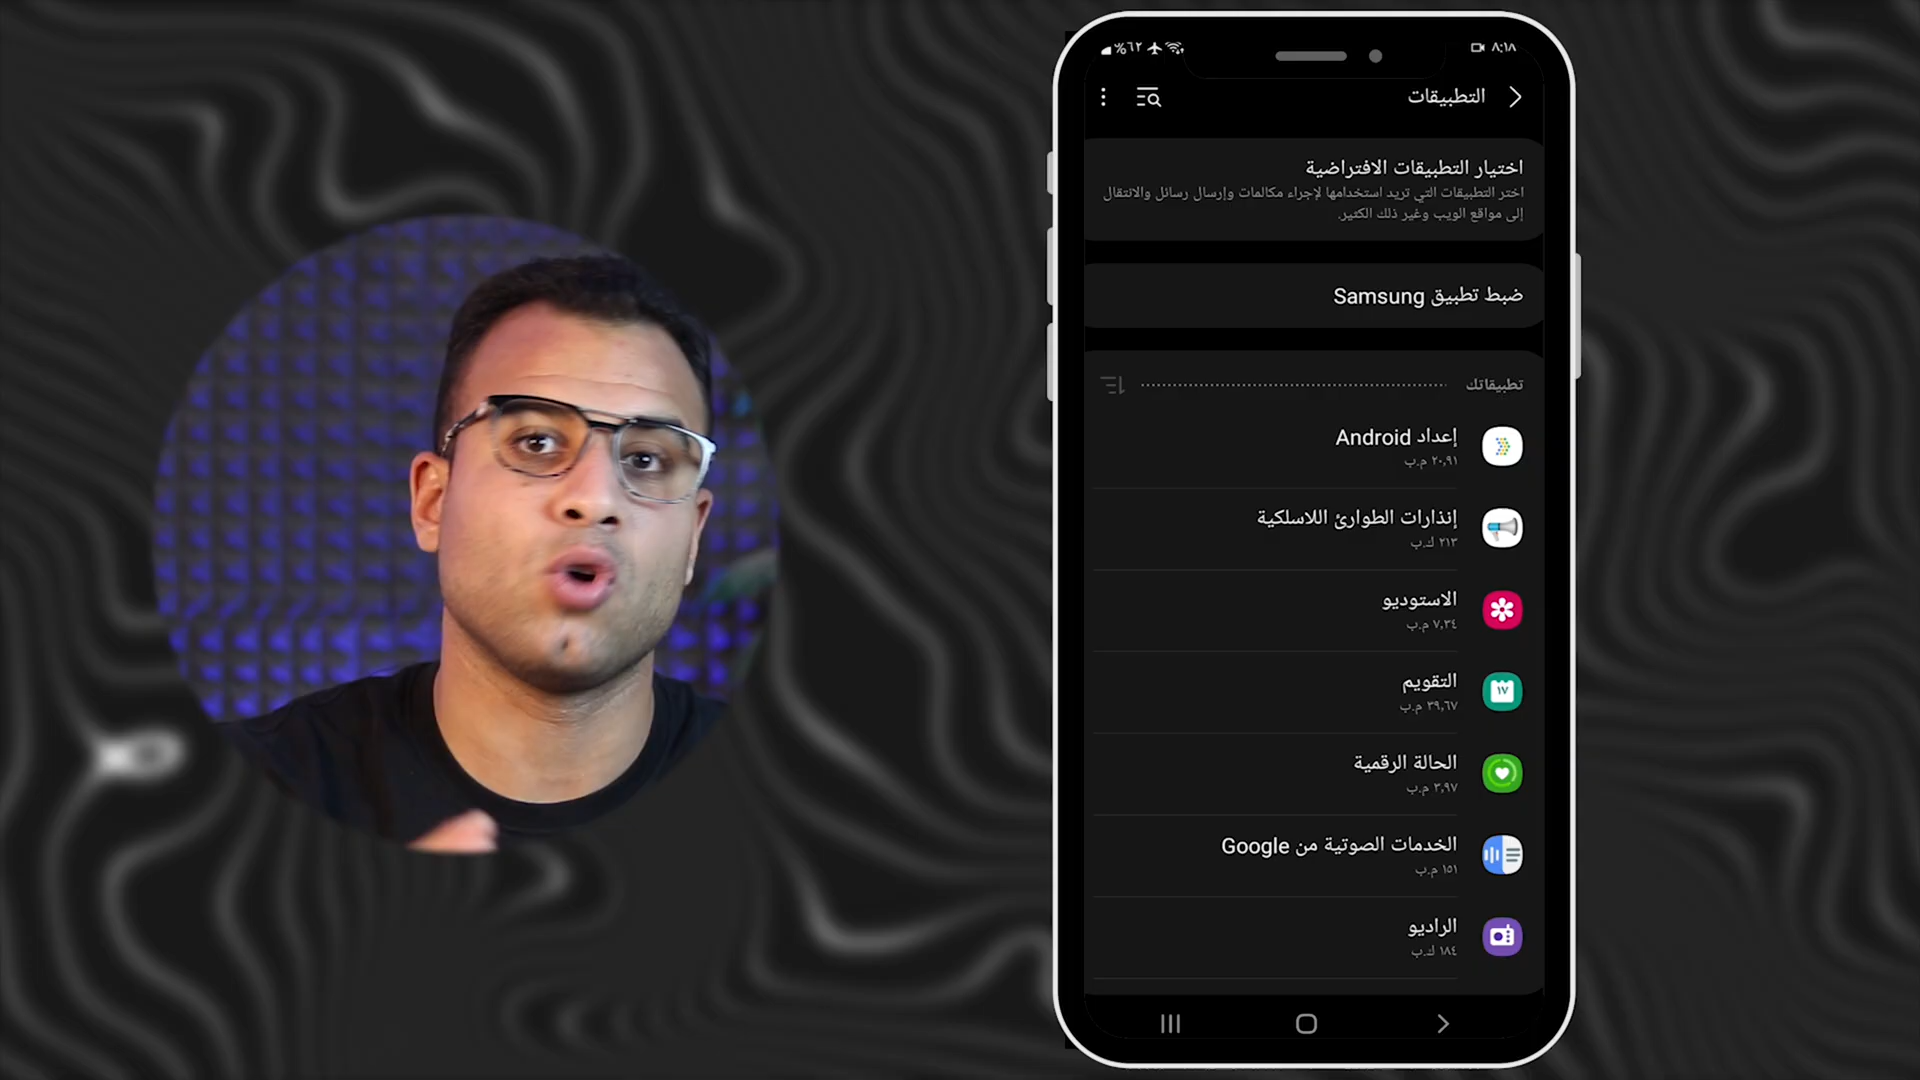 ٨:١٨
%٦٢
التطبيقات
اختيار التطبيقات الافتراضية
اختر التطبيقات التي تريد استخدامها لإجراء مكالمات وإرسال رسائل والانتقال
إلى مواقع الويب وغير ذلك الكثير.
ضبط تطبيق Samsung
تطبيقاتك
إعداد Android
٢٠,٩١ م.ب
إنذارات الطوارئ اللاسلكية
٢١٣ ك.ب
الاستوديو
٧,٣٤ م.ب
التقويم
١٧
٣٩,٦٧ م.ب
الحالة الرقمية
٣,٩٧ م.ب
الخدمات الصوتية من Google
١٥١ م.ب
الراديو
١٨٤ ك.ب